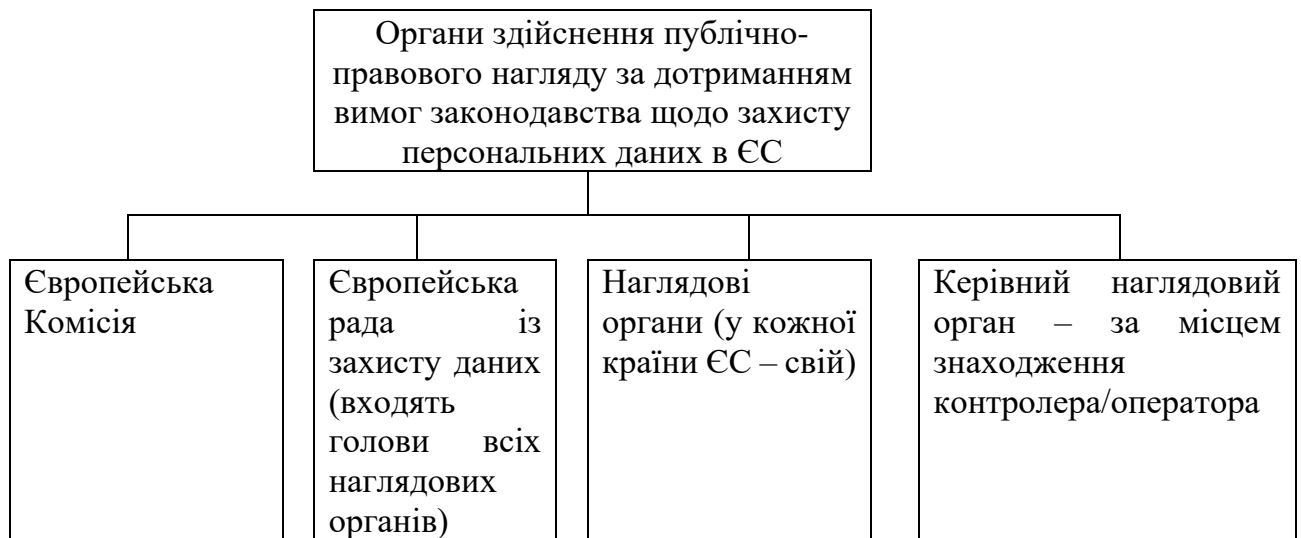 Органи здійснення публічно-
правового нагляду за дотриманням
вимог законодавства щодо захисту
персональних даних в ЄС
Європейська
Комісія
Європейська
рада із
захисту даних
(входять
голови всіх
наглядових
органів)
Наглядові
органи (у кожної
країни ЄС – свій)
Керівний наглядовий
орган – за місцем
знаходження
контролера/оператора